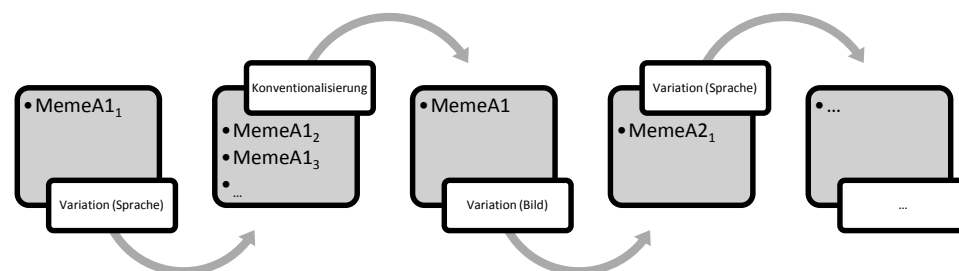 • MemeA1₁
Variation (Sprache)
Konventionalisierung
• MemeA1₂
• MemeA1₃
• ...
• MemeA1
Variation (Bild)
Variation (Sprache)
• MemeA2₁
• ...
...